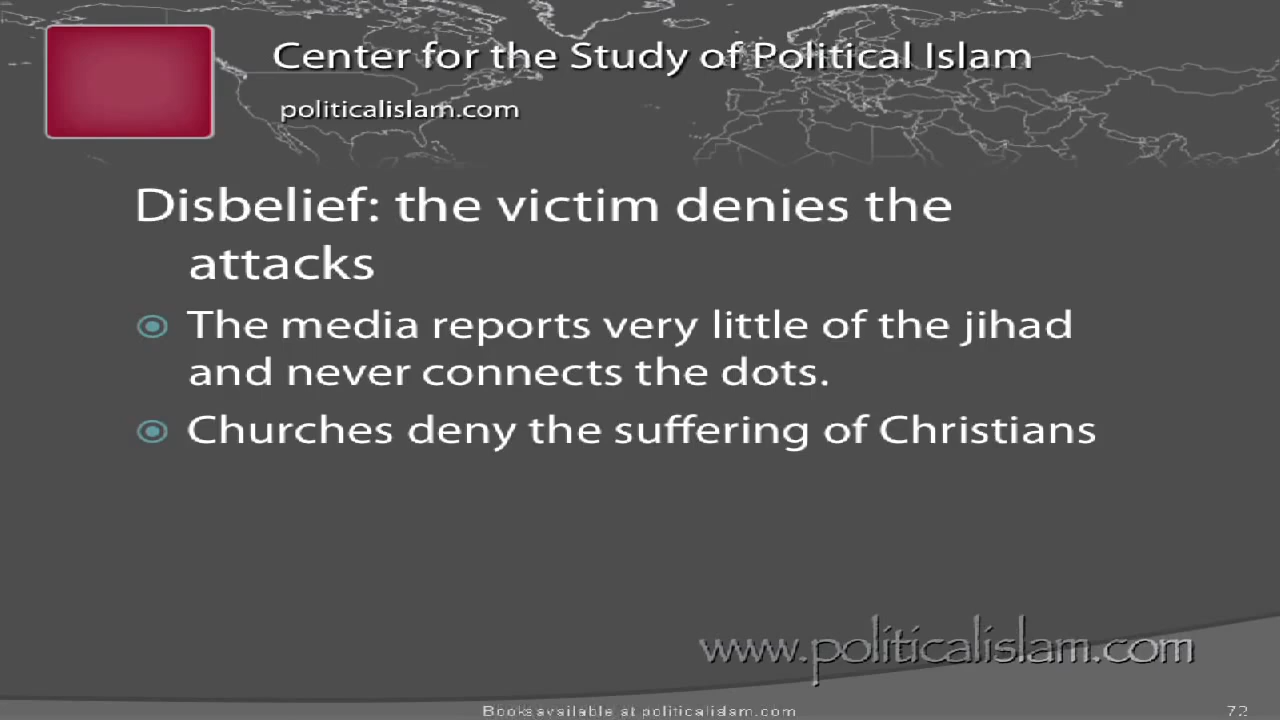 Center for the Study of Political Islam
politicalislam.com
Disbelief: the victim denies the
attacks
The media reports very little of the jihad
and never connects the dots.
Churches deny the suffering of Christians
www.politicalislam.com
Books available at politicalislam.com
72